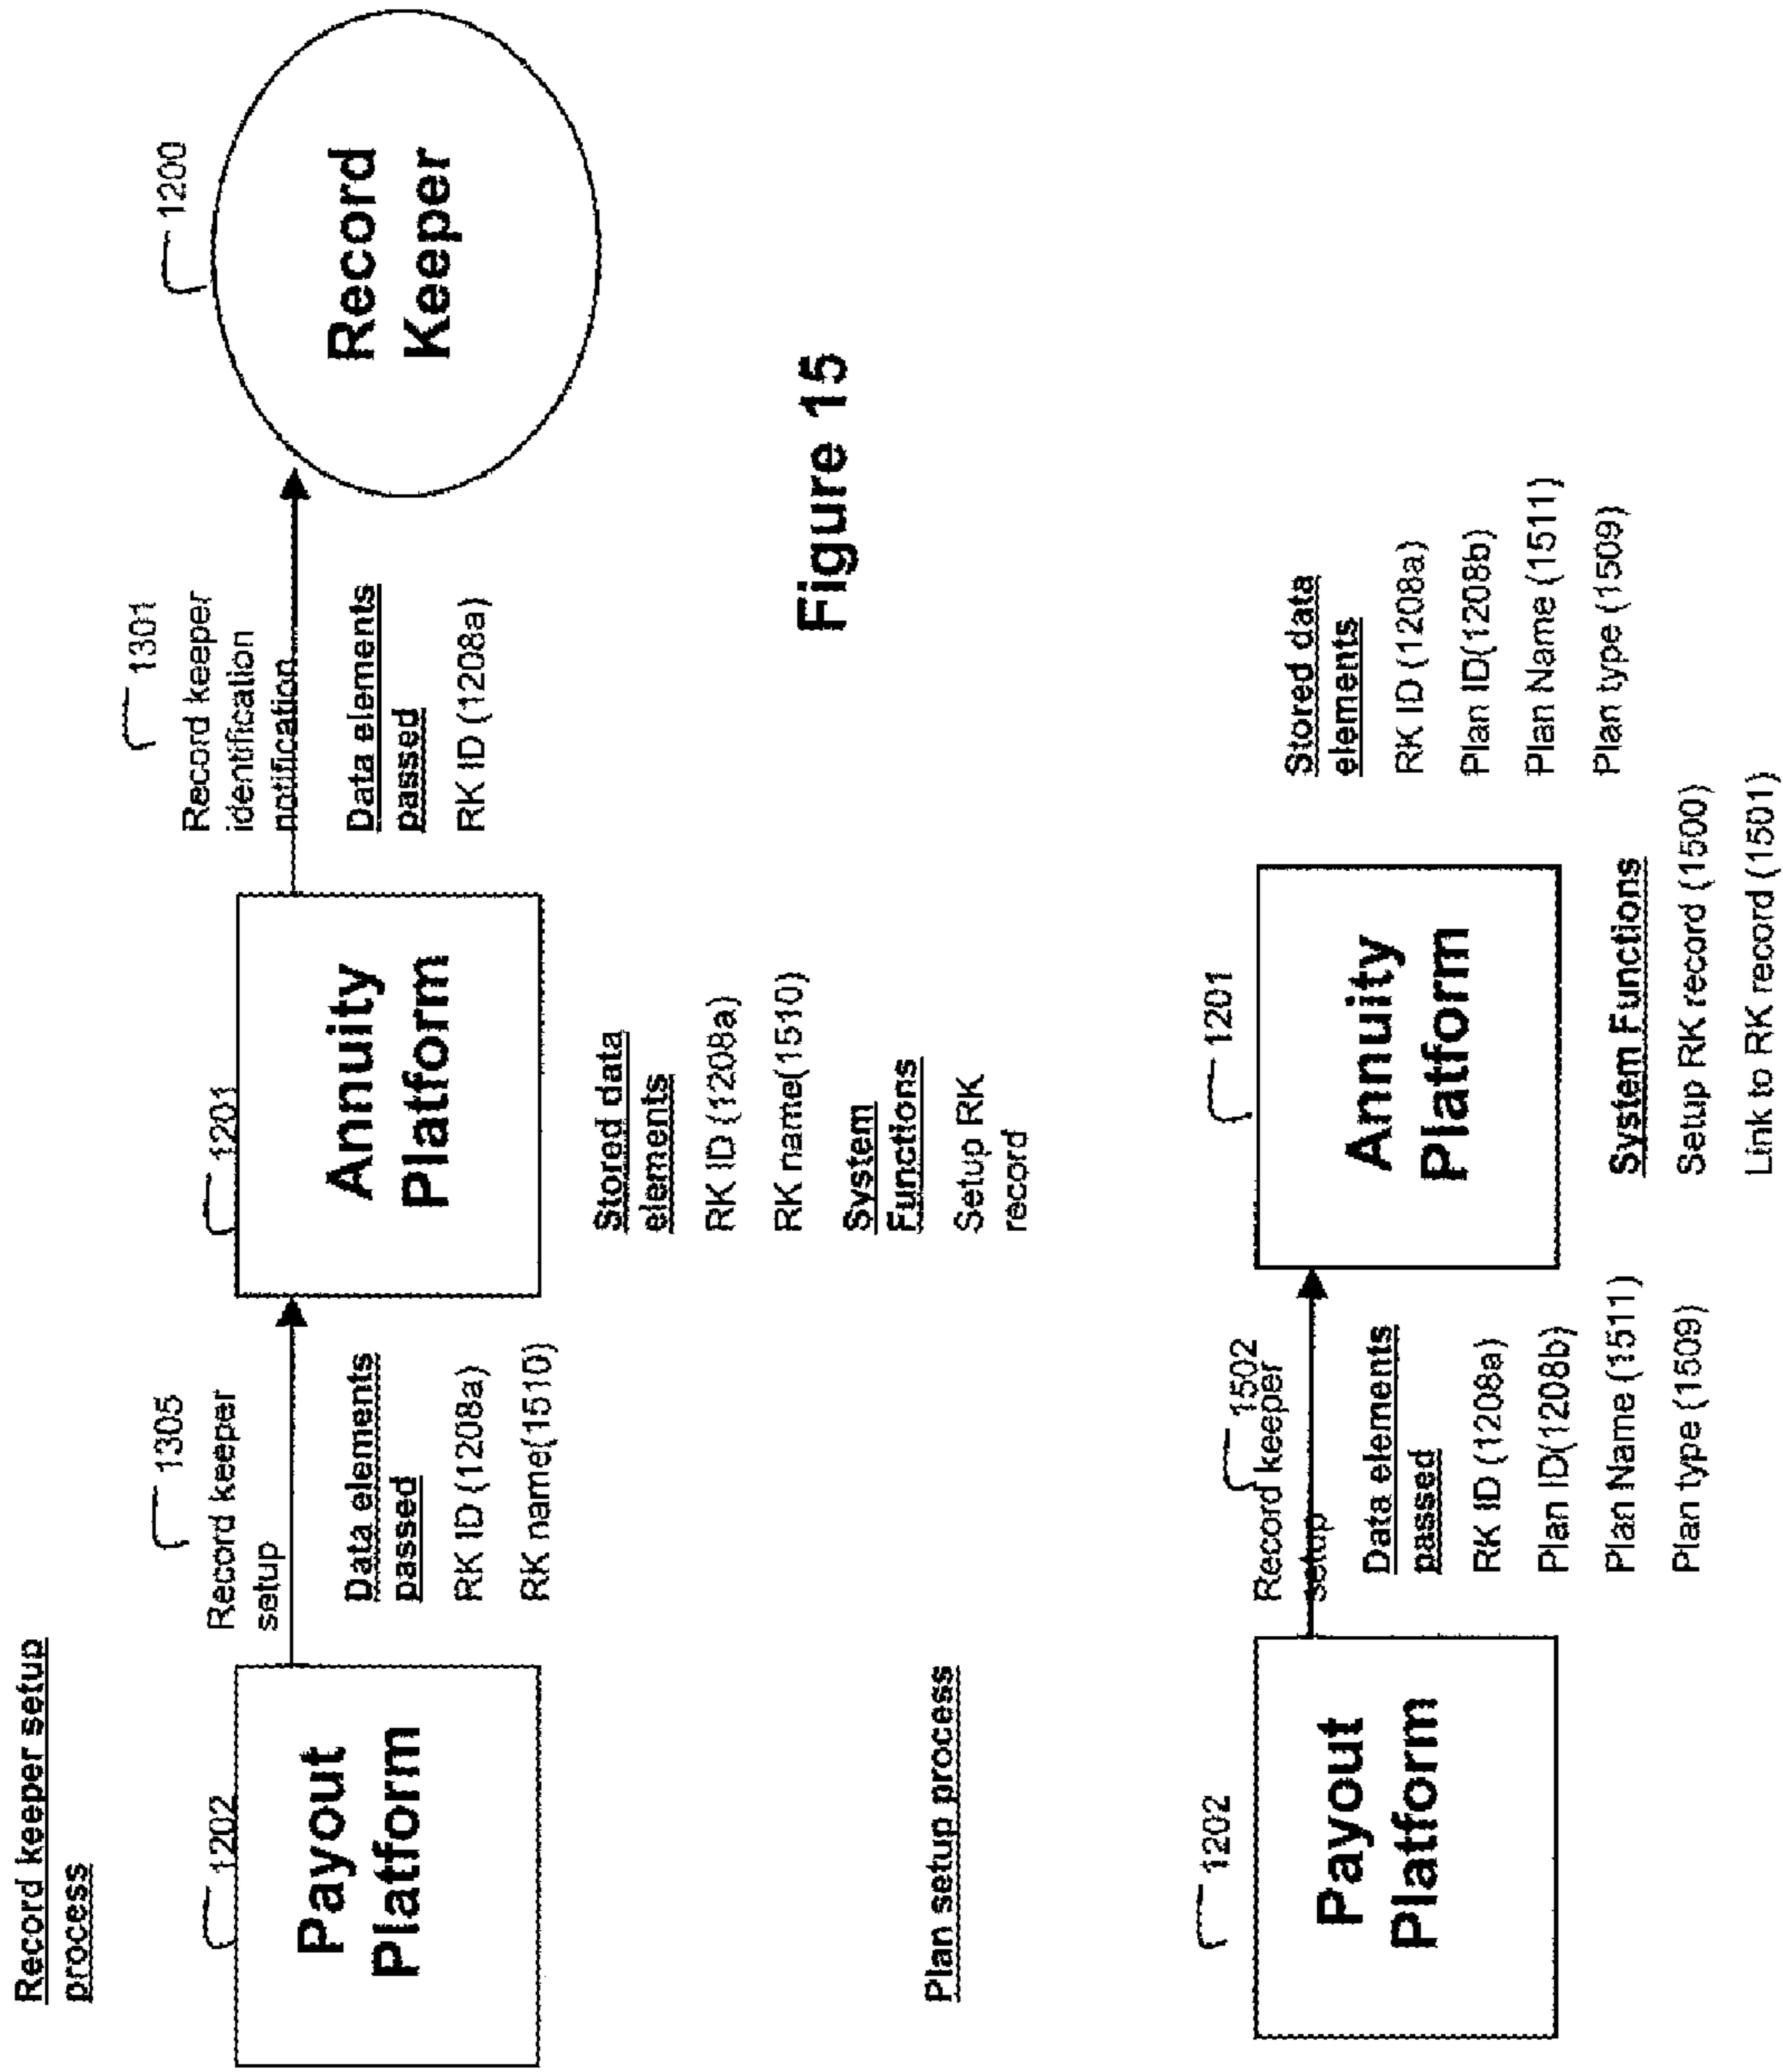 Record keeper setup
process
1202
Payout
Platform
1305
Record keeper
setup
Data elements
passed
RK ID (1208a)
RK name(1510)
1201
Annuity
Platform
Stored data
elements
RK ID (1208a)
RK name(1510)
System
Functions
Setup RK
record
1301
Record keeper
identification
notification
Data elements
passed
RK ID (1208a)
1200
Record
Keeper
Figure 15
Plan setup process
1202
Payout
Platform
1502
Record keeper
setup
Data elements
passed
RK ID (1208a)
Plan ID(1208b)
Plan Name (1511)
Plan type (1509)
1201
Annuity
Platform
System Functions
Setup RK record (1500)
Link to RK record (1501)
Stored data
elements
RK ID (1208a)
Plan ID(1208b)
Plan Name (1511)
Plan type (1509)